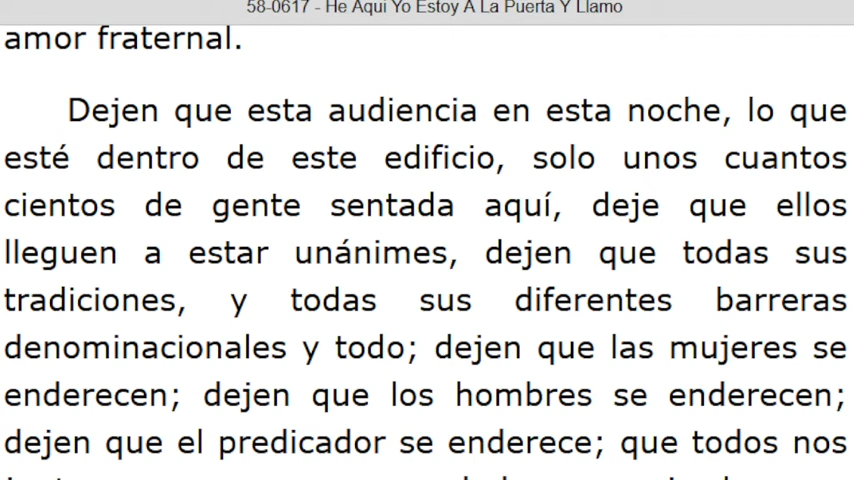 58-0617 - He Aqui Yo Estoy A La Puerta Y Llamo
amor fraternal.
Dejen que esta audiencia en esta noche, lo que
esté dentro de este edificio, solo unos cuantos
cientos de gente sentada aquí, deje que ellos
lleguen a estar unánimes, dejen que todas sus
tradiciones, y todas sus diferentes barreras
denominacionales y todo; dejen que las mujeres se
enderecen; dejen que los hombres se enderecen;
dejen que el predicador se enderece; que todos nos